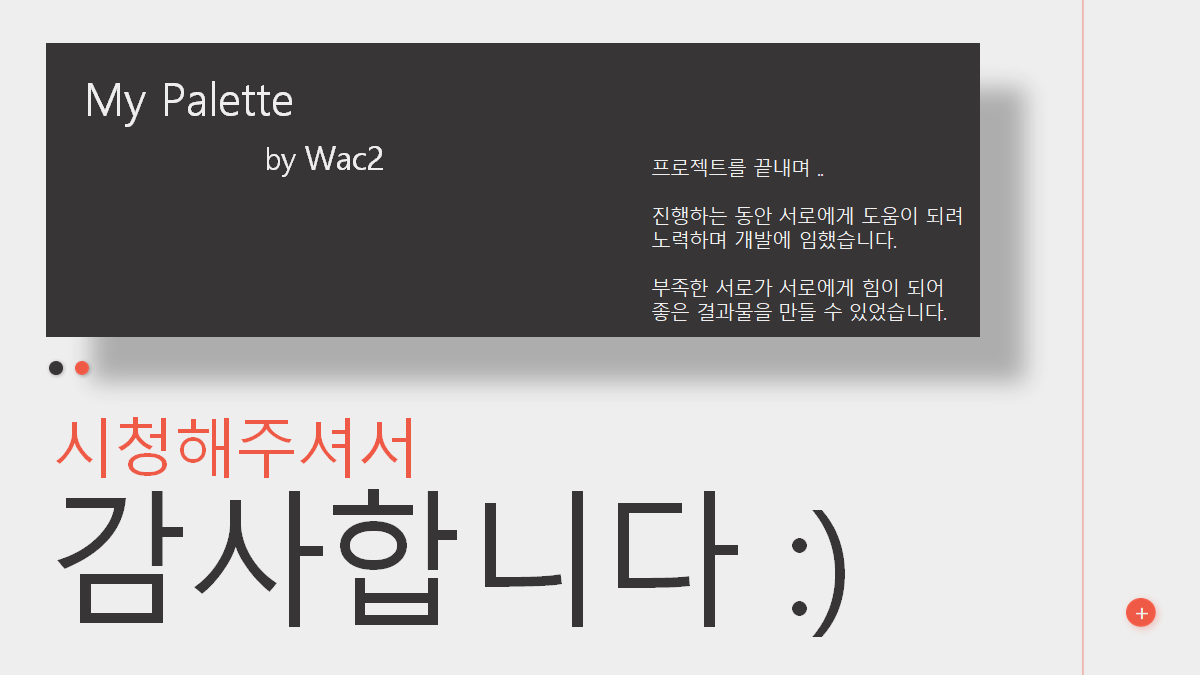 My Palette
by Wac2
프로젝트를 끝내며 ..
진행하는 동안 서로에게 도움이 되려
노력하며 개발에 임했습니다.
부족한 서로가 서로에게 힘이 되어
좋은 결과물을 만들 수 있었습니다.
시청해주셔서
감사합니다 :)
+